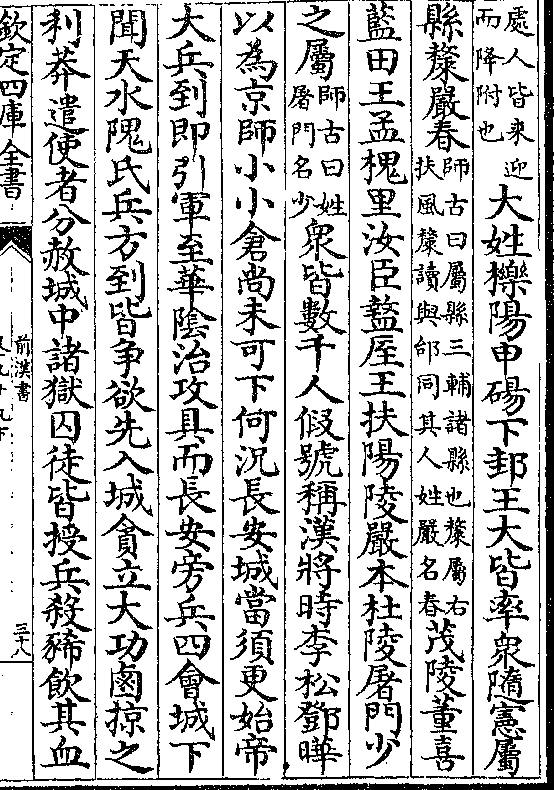 處人皆來迎而降附也大姓櫟陽申碭下邽王大皆率衆隨憲屬
縣斄嚴春師古曰屬縣三輔諸縣也斄屬右扶風斄讀與邰同其人姓嚴名春茂陵董喜
藍田王孟槐里汝臣盩厔王扶陽陵嚴本杜陵屠門少
之屬師古曰姓屠門名少衆皆數千人假號稱漢將時李松鄧曄
以為京師小小倉尚未可下何況長安城當須更始帝
大兵到即引軍至華陰治攻具而長安旁兵四會城下
聞天水隗氏兵方到皆争欲先入城貪立大功鹵掠之
利莽遣使者分赦城中諸獄囚徒皆授兵殺豨飲其血
欽定四庫全書
前漢書
三十八